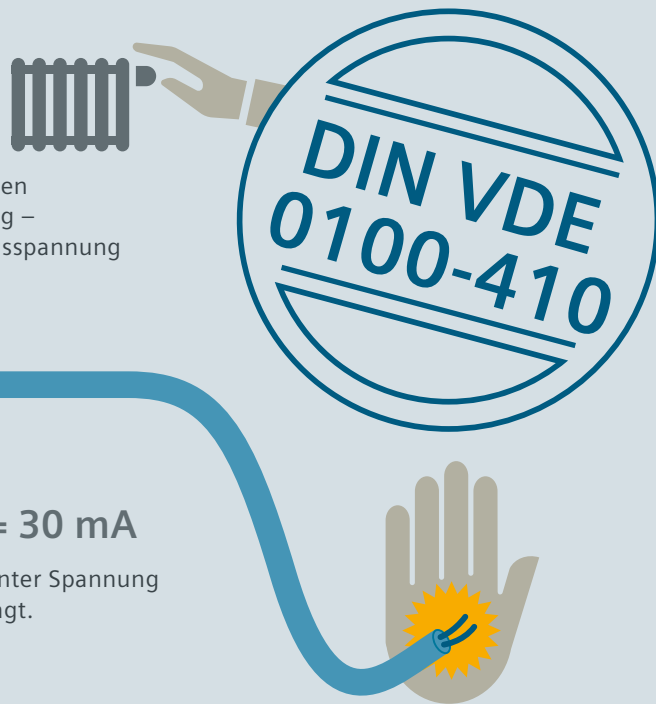 en
g –
sspannung
DIN VDE
0100-410
= 30 mA
nter Spannung
gt.